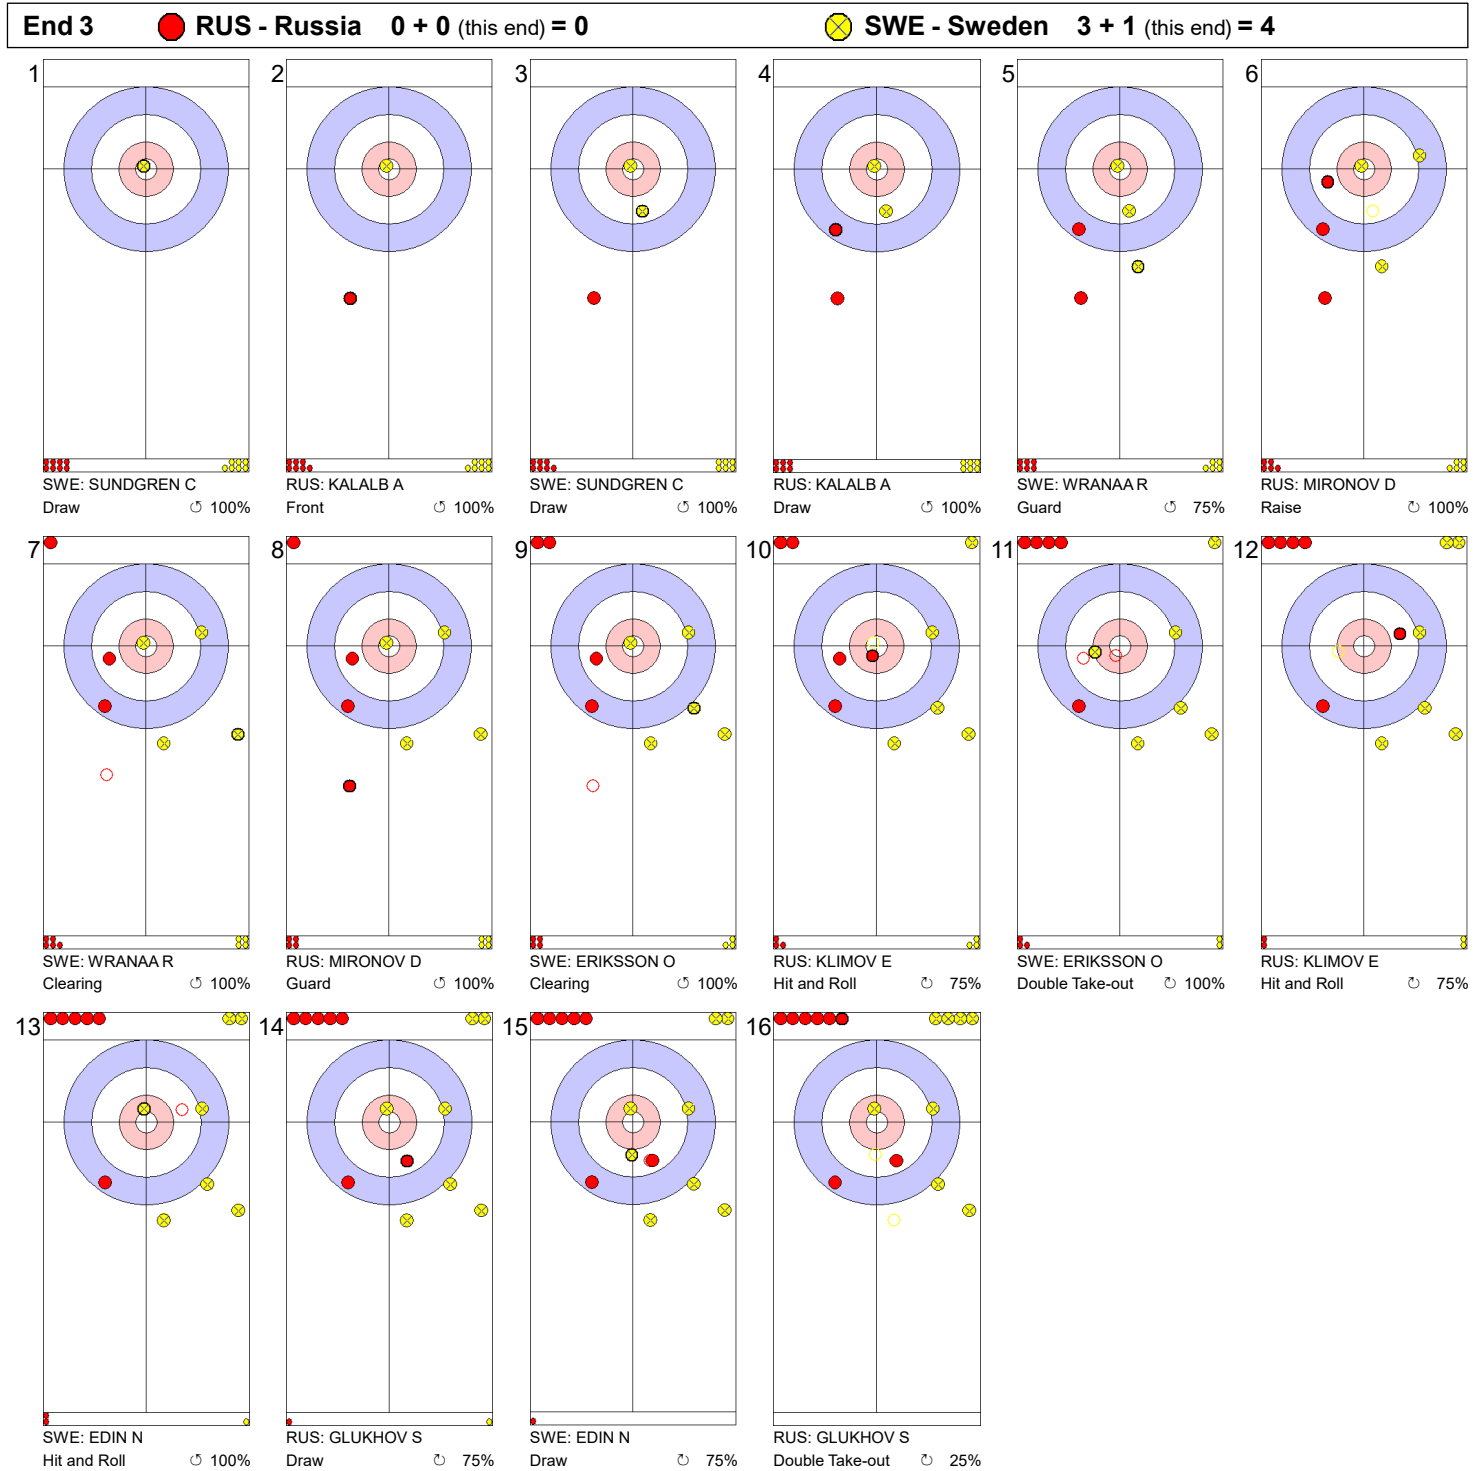 End 3 RUS - Russia 0 + 0 (this end) = 0 SWE - Sweden 3 + 1 (this end) = 4
1 2 3 4 5 6
SWE: SUNDGREN C RUS: KALALB A SWE: SUNDGREN C RUS: KALALB A SWE: WRANAA R RUS: MIRONOV D
Draw ↺ 100% Front ↺ 100% Draw ↺ 100% Draw ↺ 100% Guard ↺ 75% Raise ↻ 100%
7 8 9 10 11 12
SWE: WRANAA R RUS: MIRONOV D SWE: ERIKSSON O RUS: KLIMOV E SWE: ERIKSSON O RUS: KLIMOV E
Clearing ↺ 100% Guard ↺ 100% Clearing ↺ 100% Hit and Roll ↻ 75% Double Take-out ↻ 100% Hit and Roll ↻ 75%
13 14 15 16
SWE: EDIN N RUS: GLUKHOV S SWE: EDIN N RUS: GLUKHOV S
Hit and Roll ↺ 100% Draw ↻ 75% Draw ↻ 75% Double Take-out ↻ 25%